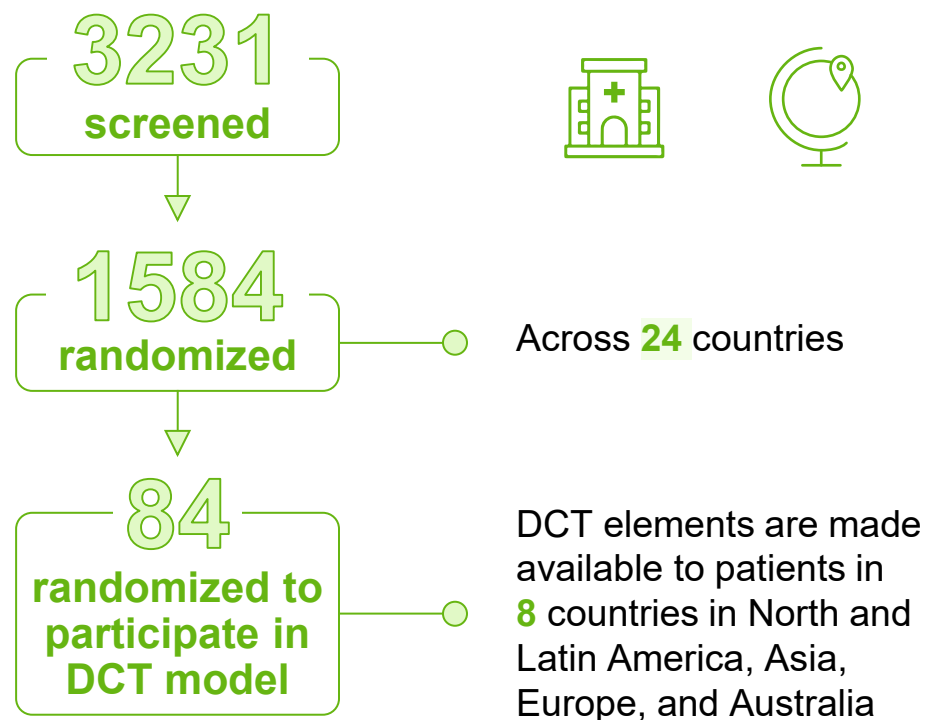 3231
screened
1584
randomized
Across 24 countries
84
randomized to
participate in
DCT model
DCT elements are made
available to patients in
8 countries in North and
Latin America, Asia,
Europe, and Australia